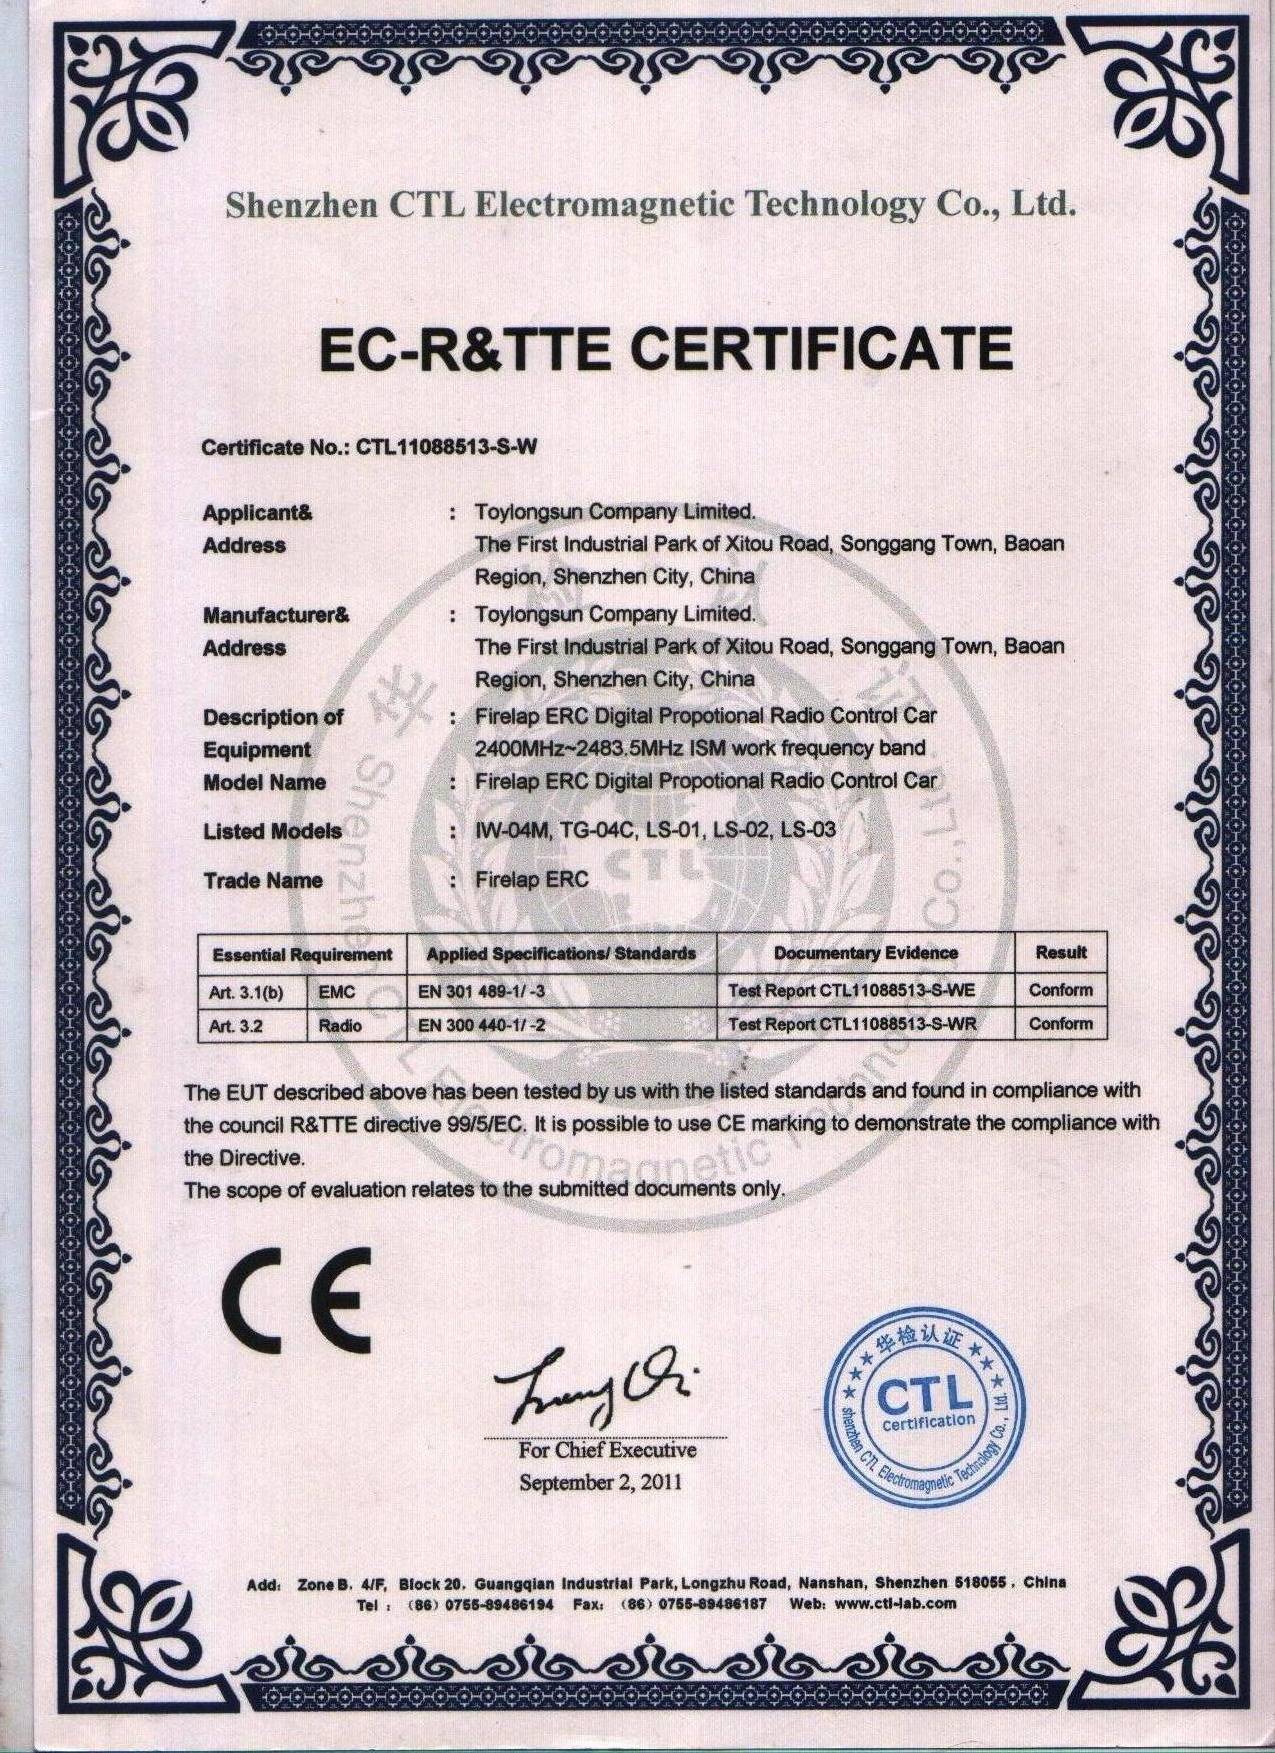 Shenzhen CTL Electromagnetic Technology Co., Ltd.
EC-R&TTE CERTIFICATE
Certificate No.: CTL11088513-S-W
Applicant& : Toylongsun Company Limited.
Address The First Industrial Park of Xitou Road, Songgang Town, Baoan
Region, Shenzhen City, China
Manufacturer& : Toylongsun Company Limited.
Address The First Industrial Park of Xitou Road, Songgang Town, Baoan
Region, Shenzhen City, China
Description of : Firelap ERC Digital Propotional Radio Control Car
Equipment 2400MHz~2483.5MHz ISM work frequency band
Model Name : Firelap ERC Digital Propotional Radio Control Car
Listed Models : IW-04M, TG-04C, LS-01, LS-02, LS-03
Trade Name : Firelap ERC
Essential Requirement Applied Specifications/ Standards Documentary Evidence Result
Art. 3.1(b) EMC EN 301 489-1/ -3 Test Report CTL11088513-S-WE Conform
Art. 3.2 Radio EN 300 440-1/ -2 Test Report CTL11088513-S-WR Conform
The EUT described above has been tested by us with the listed standards and found in compliance with
the council R&TTE directive 99/5/EC. It is possible to use CE marking to demonstrate the compliance with
the Directive.
The scope of evaluation relates to the submitted documents only.
CE
For Chief Executive
September 2, 2011
华检认证
CTL
Certification
Shenzhen CTL Electromagnetic Technology Co., Ltd
Add: Zone B, 4/F, Block 20, Guangqian Industrial Park, Longzhu Road, Nanshan, Shenzhen 518055, China
Tel : (86) 0755-89486194 Fax: (86) 0755-89486187 Web: www.ctl-lab.com
华检认证
Shenzhen CTL Electromagnetic Technology Co., Ltd.
CTL